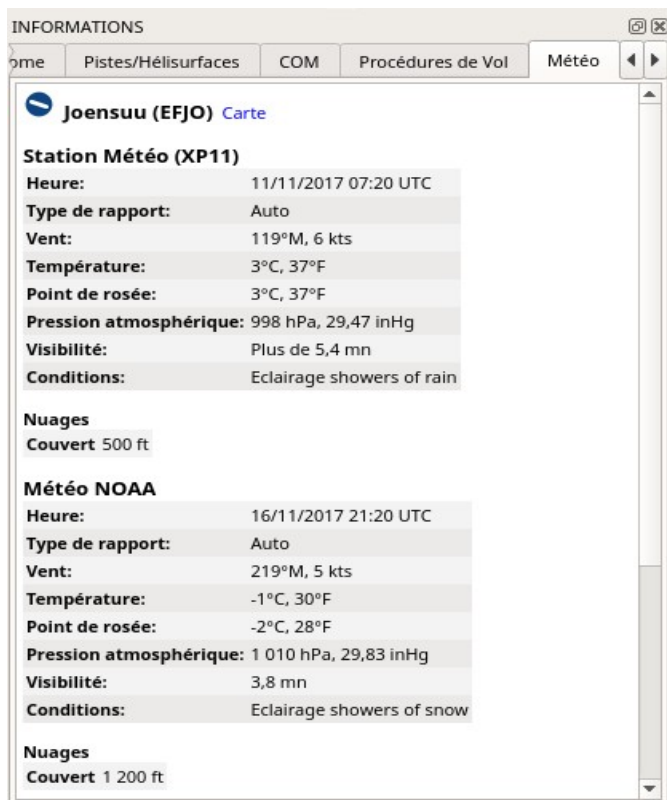 INFORMATIONS
ome Pistes/Hélisurfaces COM Procédures de Vol Météo
Joensuu (EFJO) Carte
Station Météo (XP11)
Heure: 11/11/2017 07:20 UTC
Type de rapport: Auto
Vent: 119°M, 6 kts
Température: 3°C, 37°F
Point de rosée: 3°C, 37°F
Pression atmosphérique: 998 hPa, 29,47 inHg
Visibilité: Plus de 5,4 mn
Conditions: Eclairage showers of rain
Nuages
Couvert 500 ft
Météo NOAA
Heure: 16/11/2017 21:20 UTC
Type de rapport: Auto
Vent: 219°M, 5 kts
Température: -1°C, 30°F
Point de rosée: -2°C, 28°F
Pression atmosphérique: 1 010 hPa, 29,83 inHg
Visibilité: 3,8 mn
Conditions: Eclairage showers of snow
Nuages
Couvert 1 200 ft